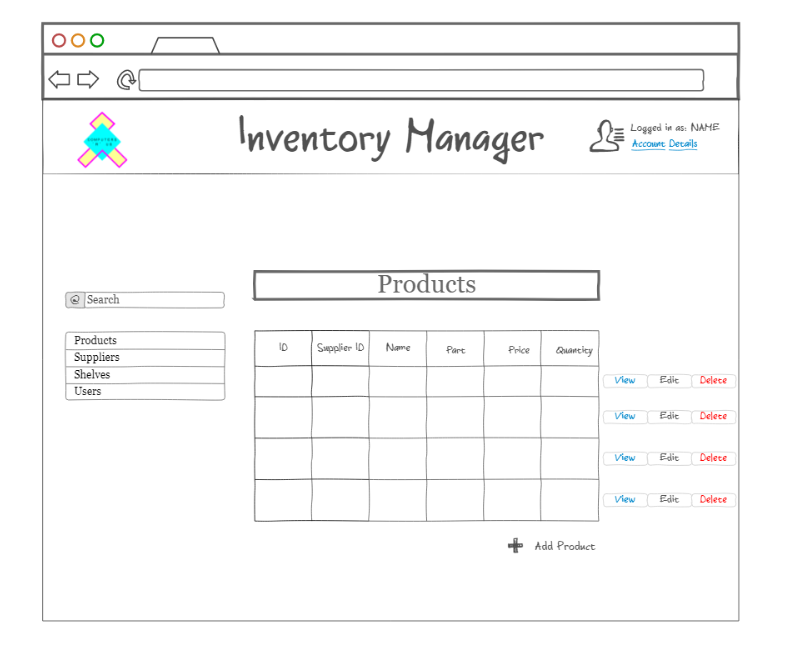 Inventory Manager
Logged in as: NAME
Account Details
Products
Search
Products
Suppliers
Shelves
Users
ID Supplier ID Name Part Price Quantity
View Edit Delete
View Edit Delete
View Edit Delete
View Edit Delete
Add Product